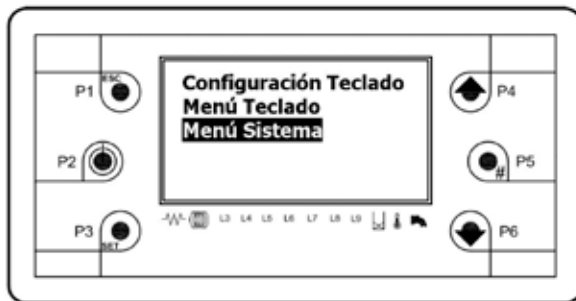 Configuración Teclado
Menú Teclado
Menú Sistema
ESC
P1
P2
P3
SET
P4
#
P5
P6
L3 L4 L5 L6 L7 L8 L9